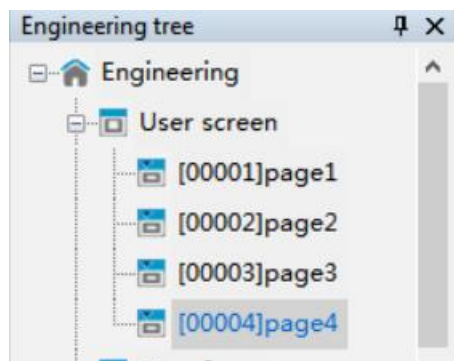 Engineering tree
Engineering
User screen
[00001]page1
[00002]page2
[00003]page3
[00004]page4